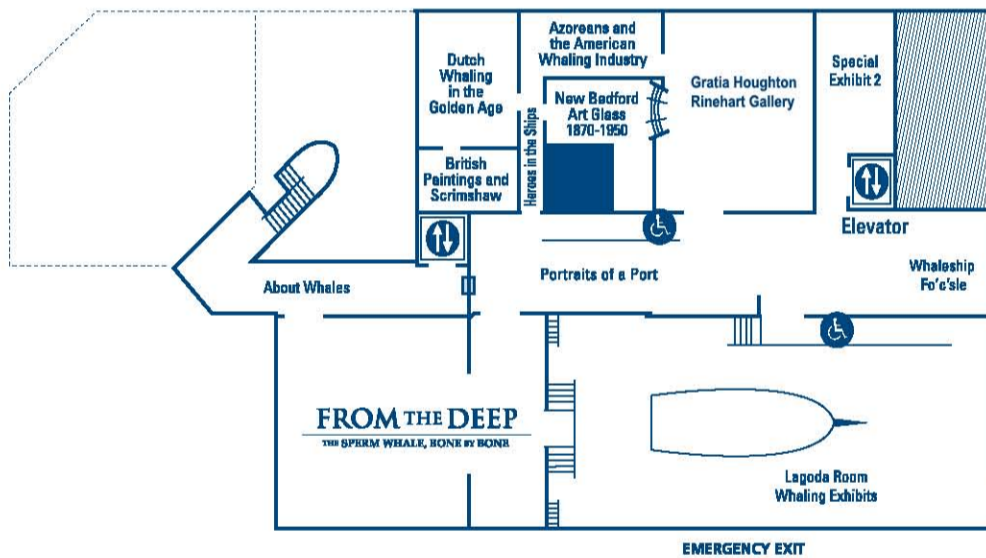 Dutch
Whaling
in the
Golden Age
Azoreans and
the American
Whaling Industry
New Bedford
Art Glass
1870-1950
Gratia Houghton
Rinehart Gallery
Special
Exhibit 2
British
Paintings and
Scrimshaw
Heroes in the Ships
Elevator
About Whales
Portraits of a Port
Whaleship
Fo'c'sle
FROM THE DEEP
THE SPERM WHALE, BONE BY BONE
Lagoda Room
Whaling Exhibits
EMERGENCY EXIT